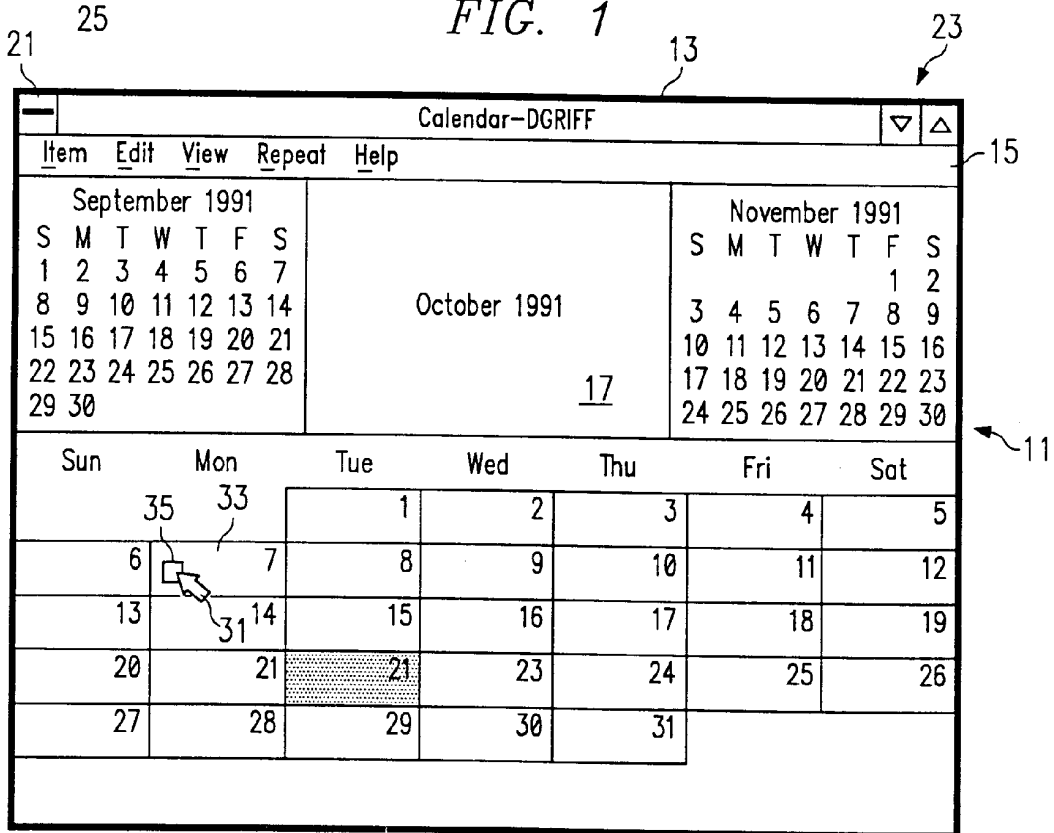 25
FIG. 1
21
13
23
Calendar-DGRIFF
Item Edit View Repeat Help
15
September 1991
S M T W T F S
1 2 3 4 5 6 7
8 9 10 11 12 13 14
15 16 17 18 19 20 21
22 23 24 25 26 27 28
29 30
October 1991
17
November 1991
S M T W T F S
1 2
3 4 5 6 7 8 9
10 11 12 13 14 15 16
17 18 19 20 21 22 23
24 25 26 27 28 29 30
11
Sun Mon Tue Wed Thu Fri Sat
35 33
1 2 3 4 5
6 7 8 9 10 11 12
31
13 14 15 16 17 18 19
20 21 21 23 24 25 26
27 28 29 30 31